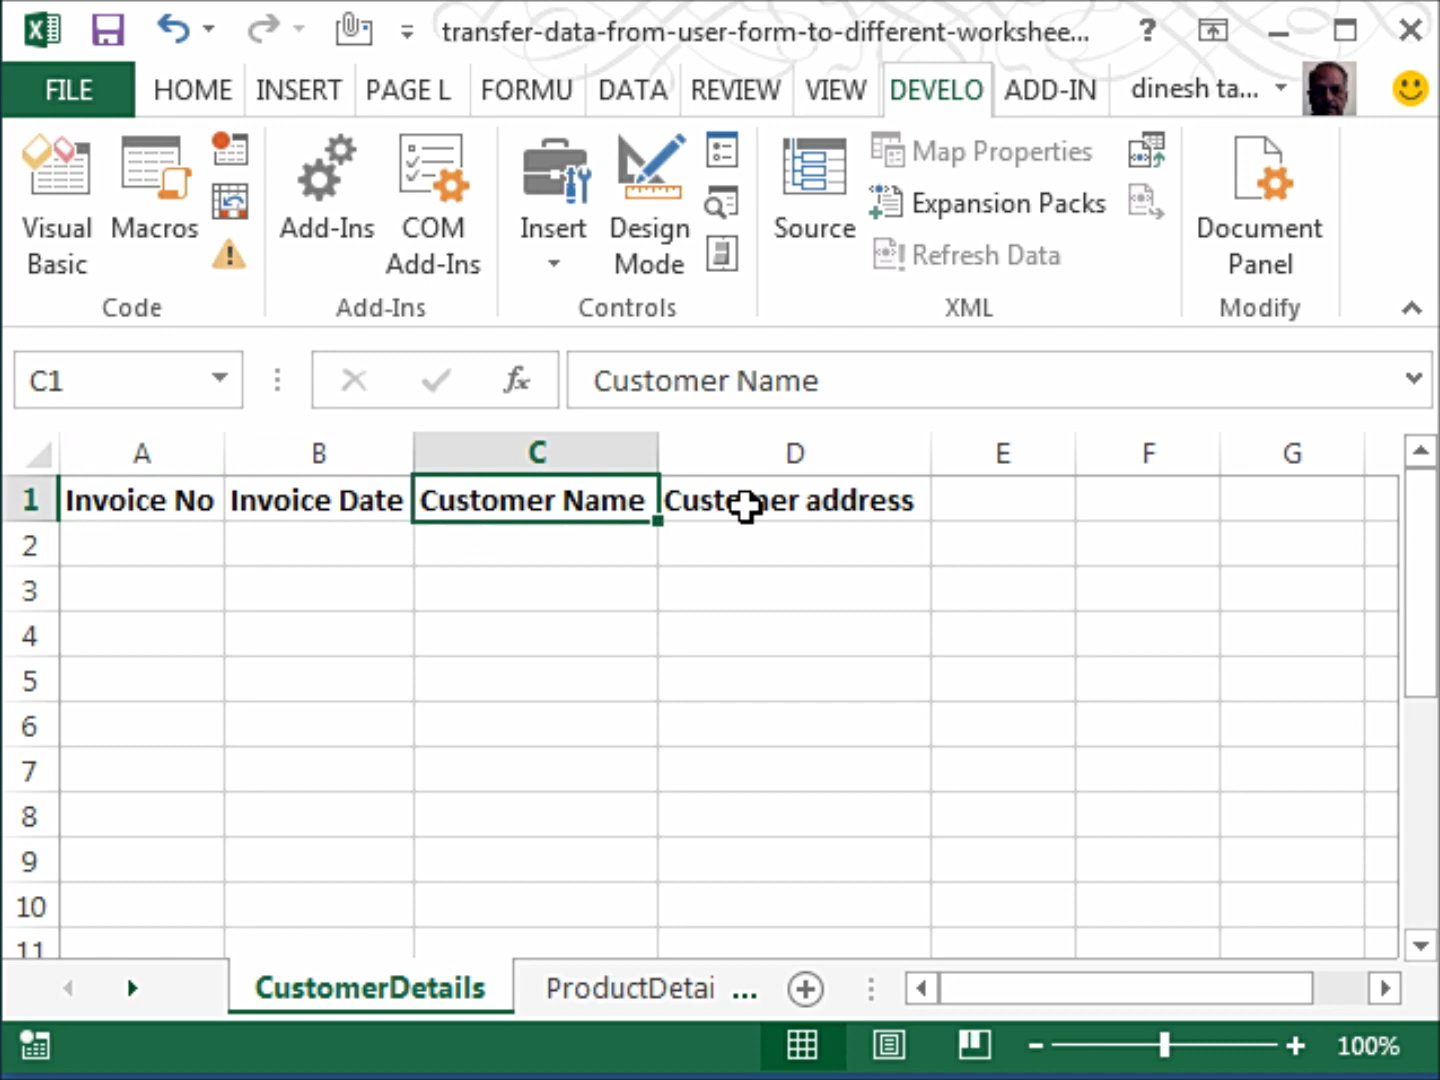 transfer-data-from-user-form-to-different-workshee... ?
FILE HOME INSERT PAGE L FORMU DATA REVIEW VIEW DEVELO ADD-IN dinesh ta...
Visual Basic
Macros
Code
Add-Ins
COM Add-Ins
Add-Ins
Insert
Design Mode
Controls
Source
Map Properties
Expansion Packs
Refresh Data
XML
Document Panel
Modify
C1 fx Customer Name
A B C D E F G
1 Invoice No Invoice Date Customer Name Customer address
2
3
4
5
6
7
8
9
10
11
CustomerDetails ProductDetai ...
100%